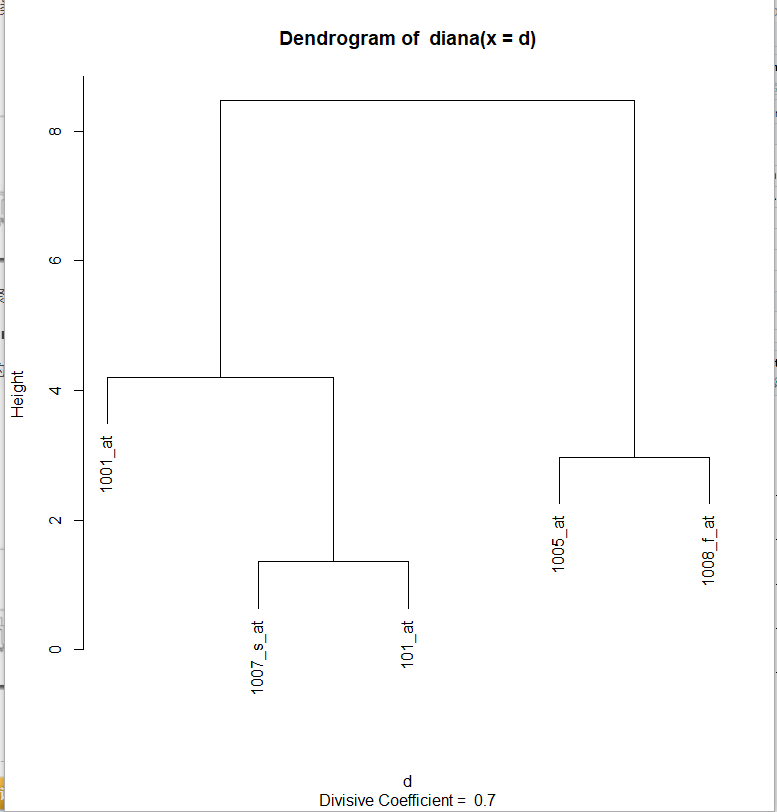 Dendrogram of diana(x = d)
8
6
4
2
0
Height
1001_at
1007_s_at
101_at
1005_at
1008_f_at
d
Divisive Coefficient = 0.7